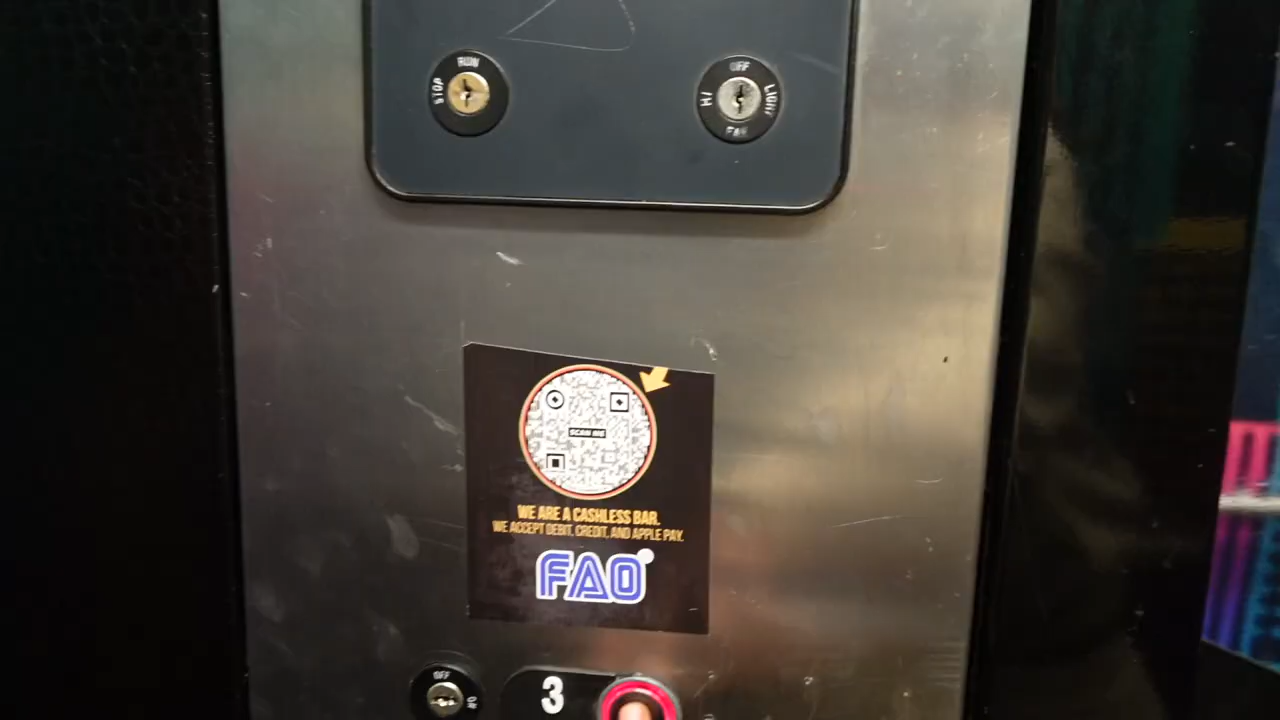 RUN
STOP
OFF
HI
LIGHT
FAN
SCAN ME
WE ARE A CASHLESS BAR.
WE ACCEPT DEBIT, CREDIT, AND APPLE PAY.
FAO
OFF
ON
3